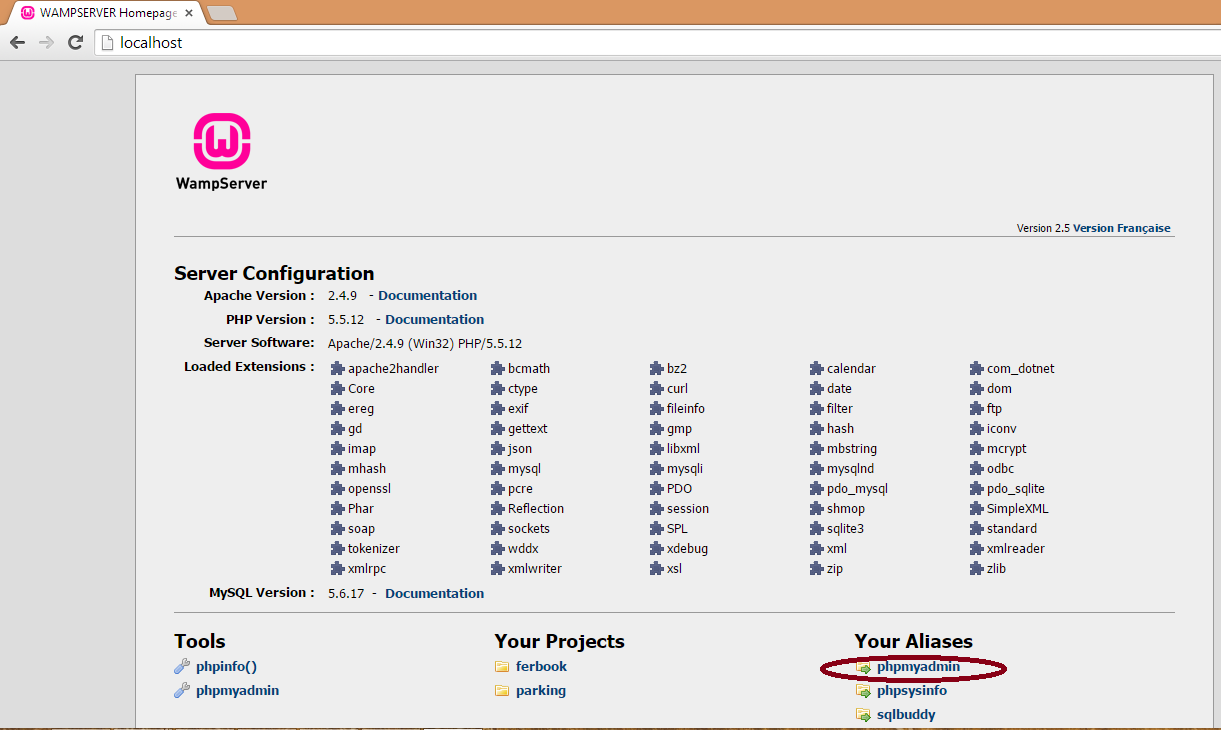 WAMPSERVER Homepage
localhost
WampServer
Version 2.5 Version Française
Server Configuration
Apache Version : 2.4.9 - Documentation
PHP Version : 5.5.12 - Documentation
Server Software: Apache/2.4.9 (Win32) PHP/5.5.12
Loaded Extensions : apache2handler bcmath bz2 calendar com_dotnet
Core ctype curl date dom
ereg exif fileinfo filter ftp
gd gettext gmp hash iconv
imap json libxml mbstring mcrypt
mhash mysql mysqli mysqlnd odbc
openssl pcre PDO pdo_mysql pdo_sqlite
Phar Reflection session shmop SimpleXML
soap sockets SPL sqlite3 standard
tokenizer wddx xdebug xml xmlreader
xmlrpc xmlwriter xsl zip zlib
MySQL Version : 5.6.17 - Documentation
Tools Your Projects Your Aliases
phpinfo() ferbook phpmyadmin
phpmyadmin parking phpsysinfo
sqlbuddy